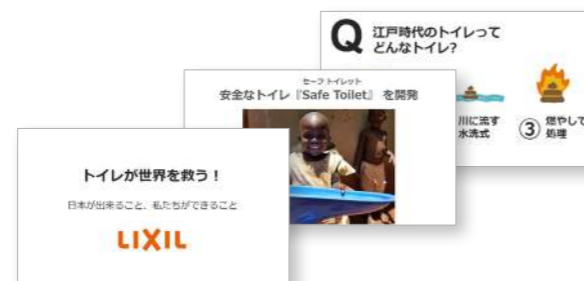 トイレが世界を救う！
日本が出来ること、私たちができること
LIXIL
セーフ トイレット
安全なトイレ『Safe Toilet』 を開発
Q 江戸時代のトイレって
どんなトイレ?
川に流す
水洗式
③ 燃やして
処理